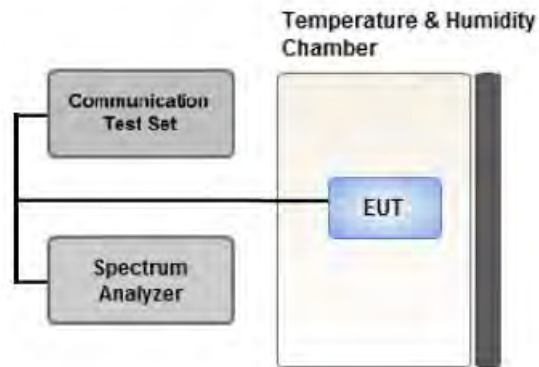 Temperature & Humidity
Chamber
Communication
Test Set
EUT
Spectrum
Analyzer